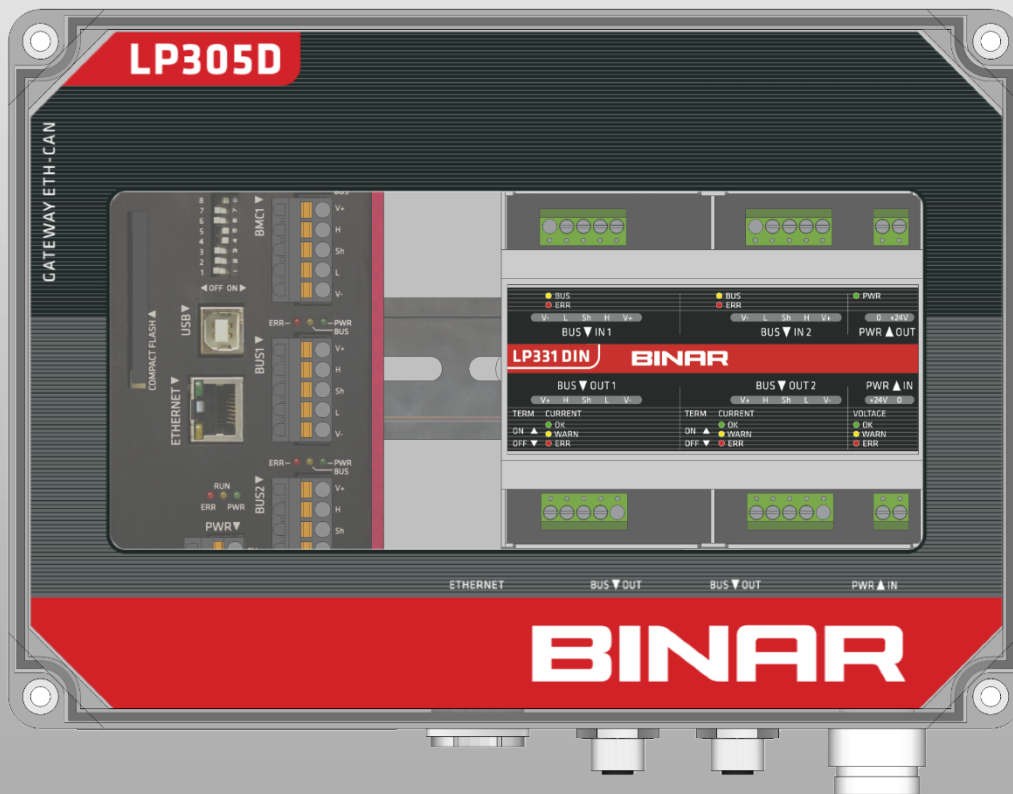 LP305D
GATEWAY ETH-CAN
COMPACT FLASH ▲
8
7
6
5
4
3
2
1
◀ OFF ON ▶
USB ▼
ETHERNET ▼
RUN
ERR PWR
PWR ▼
BUS
BMC1 ▼
V+
H
Sh
L
V-
ERR PWR
BUS
BUS1 ▼
V+
H
Sh
L
V-
ERR PWR
BUS
BUS2 ▼
V+
H
Sh
BUS
ERR
V- L Sh H V+
BUS ▼ IN 1
BUS
ERR
V- L Sh H V+
BUS ▼ IN 2
PWR
0 +24V
PWR ▲ OUT
LP331 DIN
BINAR
BUS ▼ OUT 1
V+ H Sh L V-
TERM CURRENT
ON ▲
OFF ▼
OK
WARN
ERR
BUS ▼ OUT 2
V+ H Sh L V-
TERM CURRENT
ON ▲
OFF ▼
OK
WARN
ERR
PWR ▲ IN
+24V 0
VOLTAGE
OK
WARN
ERR
ETHERNET
BUS ▼ OUT
BUS ▼ OUT
PWR ▲ IN
BINAR